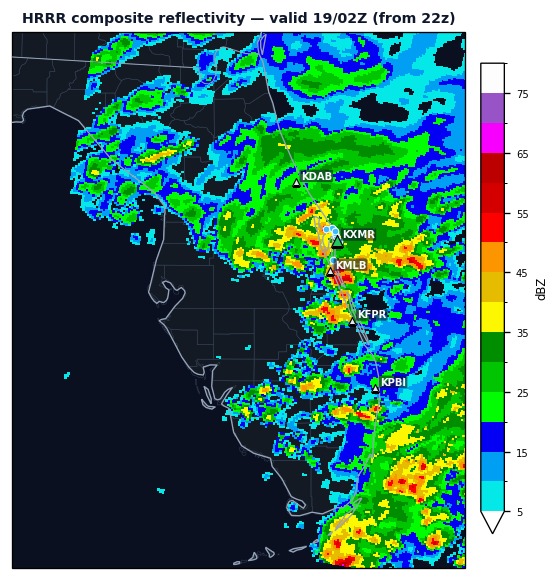 HRRR composite reflectivity — valid 19/02Z (from 22z)
KDAB
KXMR
KMLB
KFPR
KPBI
75
65
55
45
35
25
15
5
dBZ